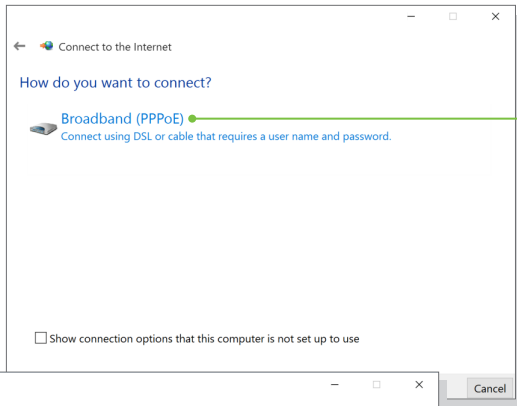 Connect to the Internet
How do you want to connect?
Broadband (PPPoE)
Connect using DSL or cable that requires a user name and password.
Show connection options that this computer is not set up to use
Cancel